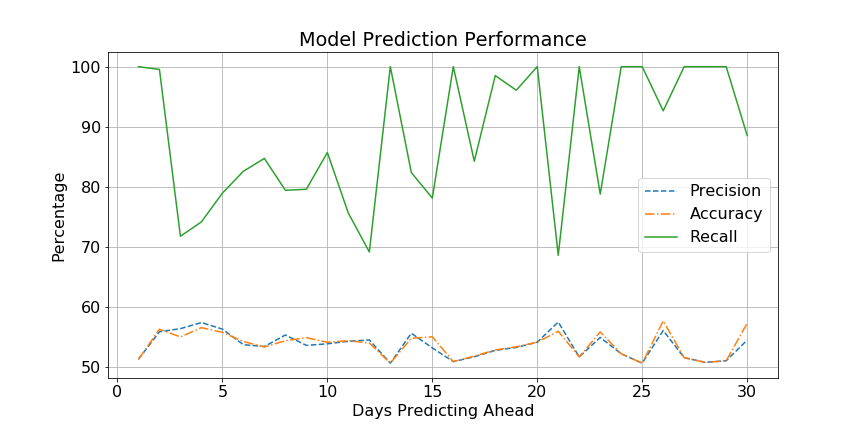 Model Prediction Performance
100
90
80
70
60
50
Percentage
Precision
Accuracy
Recall
0 5 10 15 20 25 30
Days Predicting Ahead